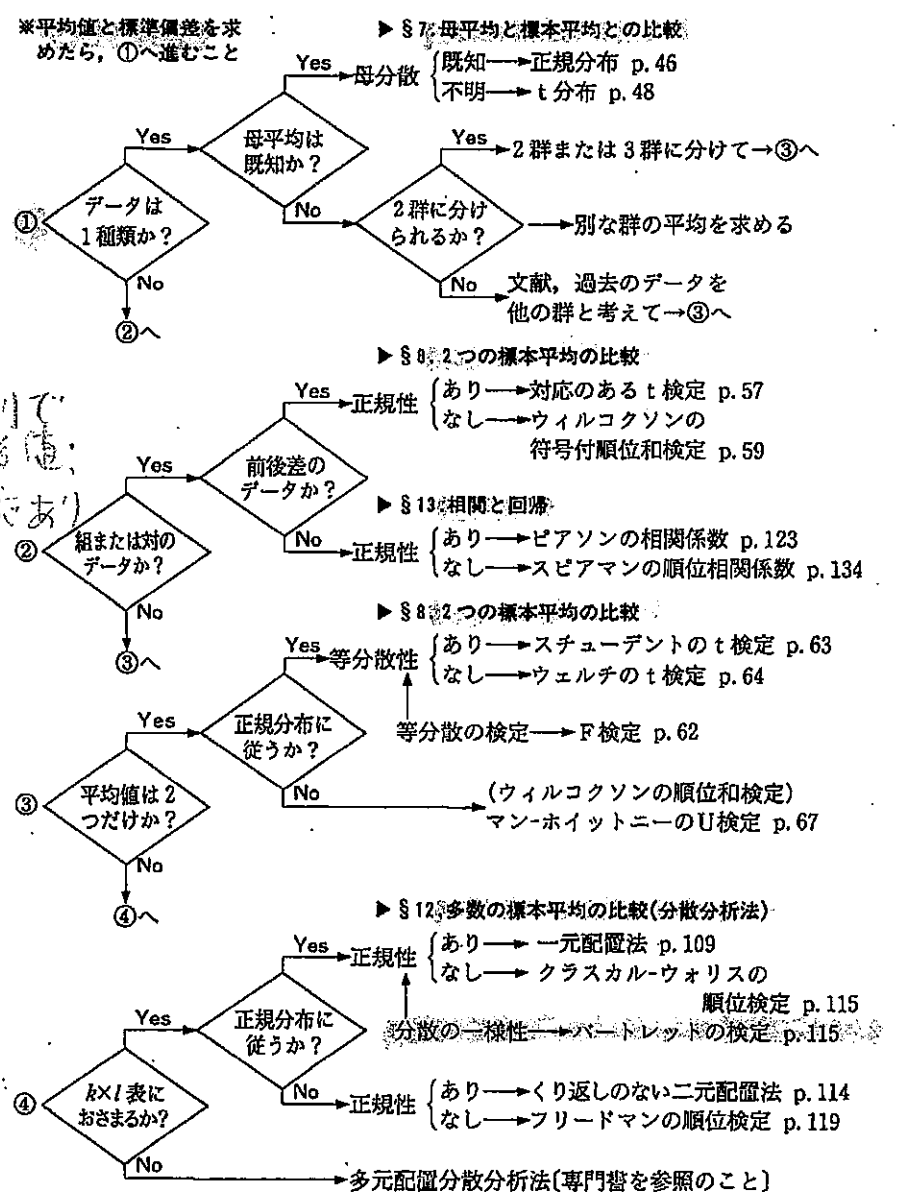 ※平均値と標準偏差を求
めたら，①へ進むこと
▶ §7 母平均と標本平均との比較
Yes
母分散
既知→正規分布 p.46
不明→t分布 p.48
Yes
母平均は
既知か？
Yes
2群または3群に分けて→③へ
①
データは
1種類か？
No
2群に分け
られるか？
→別な群の平均を求める
No
②へ
No
文献，過去のデータを
他の群と考えて→③へ
▶ §8 2つの標本平均の比較
Yes
正規性
あり→対応のあるt検定 p.57
なし→ウィルコクソンの
符号付順位和検定 p.59
Yes
前後差の
データか？
▶ §13 相関と回帰
②
組または対の
データか？
No
正規性
あり→ピアソンの相関係数 p.123
なし→スピアマンの順位相関係数 p.134
No
③へ
▶ §8 2つの標本平均の比較
Yes
等分散性
あり→スチューデントのt検定 p.63
なし→ウェルチのt検定 p.64
等分散の検定→F検定 p.62
Yes
正規分布に
従うか？
③
平均値は2
つだけか？
No
(ウィルコクソンの順位和検定)
マン-ホイットニーのU検定 p.67
No
④へ
▶ §12 多数の標本平均の比較(分散分析法)
Yes
正規性
あり→ 一元配置法 p.109
なし→ クラスカル-ウォリスの
順位検定 p.115
分散の一様性→バートレットの検定 p.115
Yes
正規分布に
従うか？
④
k×l表に
おさまるか？
No
正規性
あり→くり返しのない二元配置法 p.114
なし→フリードマンの順位検定 p.119
No
多元配置分散分析法〔専門書を参照のこと〕